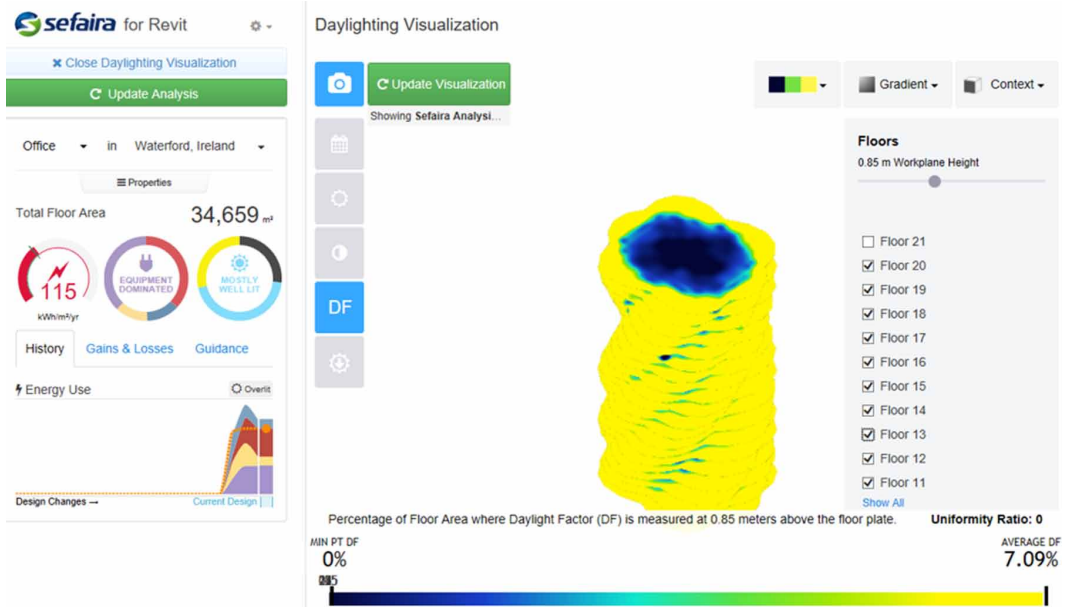 sefaira for Revit
✖ Close Daylighting Visualization
Update Analysis
Office in Waterford, Ireland
Properties
Total Floor Area 34,659 m²
115
kWh/m²/yr
EQUIPMENT
DOMINATED
MOSTLY
WELL LIT
History Gains & Losses Guidance
Energy Use Overlit
Design Changes → Current Design
Daylighting Visualization
Update Visualization
Showing Sefaira Analysi...
DF
Gradient
Context
Floors
0.85 m Workplane Height
Floor 21
Floor 20
Floor 19
Floor 18
Floor 17
Floor 16
Floor 15
Floor 14
Floor 13
Floor 12
Floor 11
Show All
Percentage of Floor Area where Daylight Factor (DF) is measured at 0.85 meters above the floor plate. Uniformity Ratio: 0
MIN PT DF
0%
AVERAGE DF
7.09%